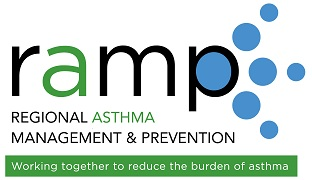 ramp
REGIONAL ASTHMA
MANAGEMENT & PREVENTION
Working together to reduce the burden of asthma